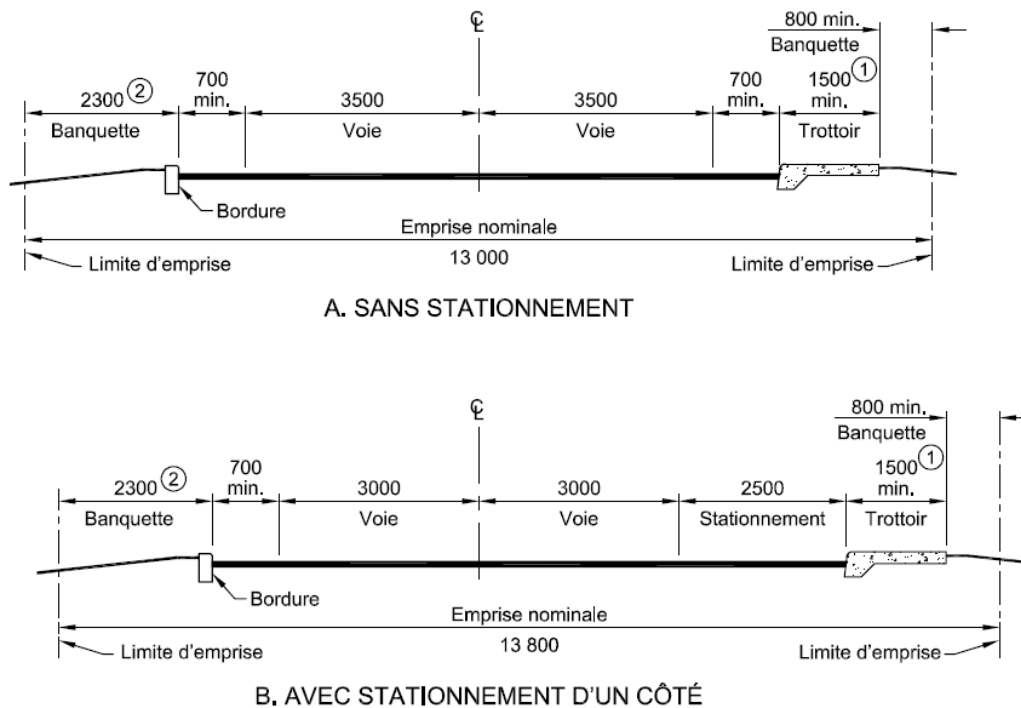 ℄
800 min.
Banquette
2300 ②
700
min.
3500
3500
700
min.
1500 ①
min.
Banquette
Voie
Voie
Trottoir
Bordure
Emprise nominale
13 000
Limite d'emprise
Limite d'emprise
A. SANS STATIONNEMENT
℄
800 min.
Banquette
2300 ②
700
min.
3000
3000
2500
1500 ①
min.
Banquette
Voie
Voie
Stationnement
Trottoir
Bordure
Emprise nominale
13 800
Limite d'emprise
Limite d'emprise
B. AVEC STATIONNEMENT D'UN CÔTÉ